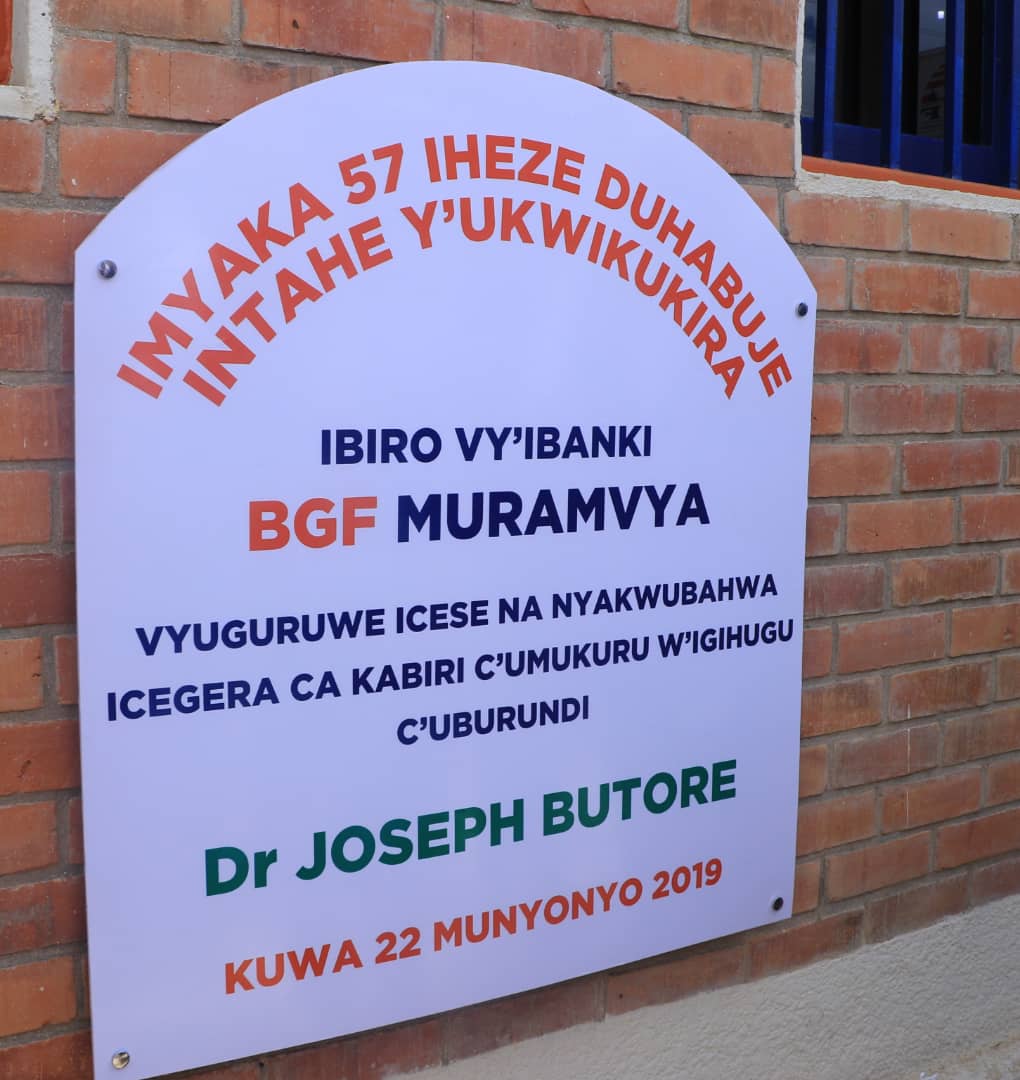 IMYAKA 57 IHEZE DUHABUJE
INTAHE Y'UKWIKUKIRA
IBIRO VY'IBANKI
BGF MURAMVYA
VYUGURUWE ICESE NA NYAKWUBAHWA
ICEGERA CA KABIRI C'UMUKURU W'IGIHUGU
C'UBURUNDI
Dr JOSEPH BUTORE
KUWA 22 MUNYONYO 2019